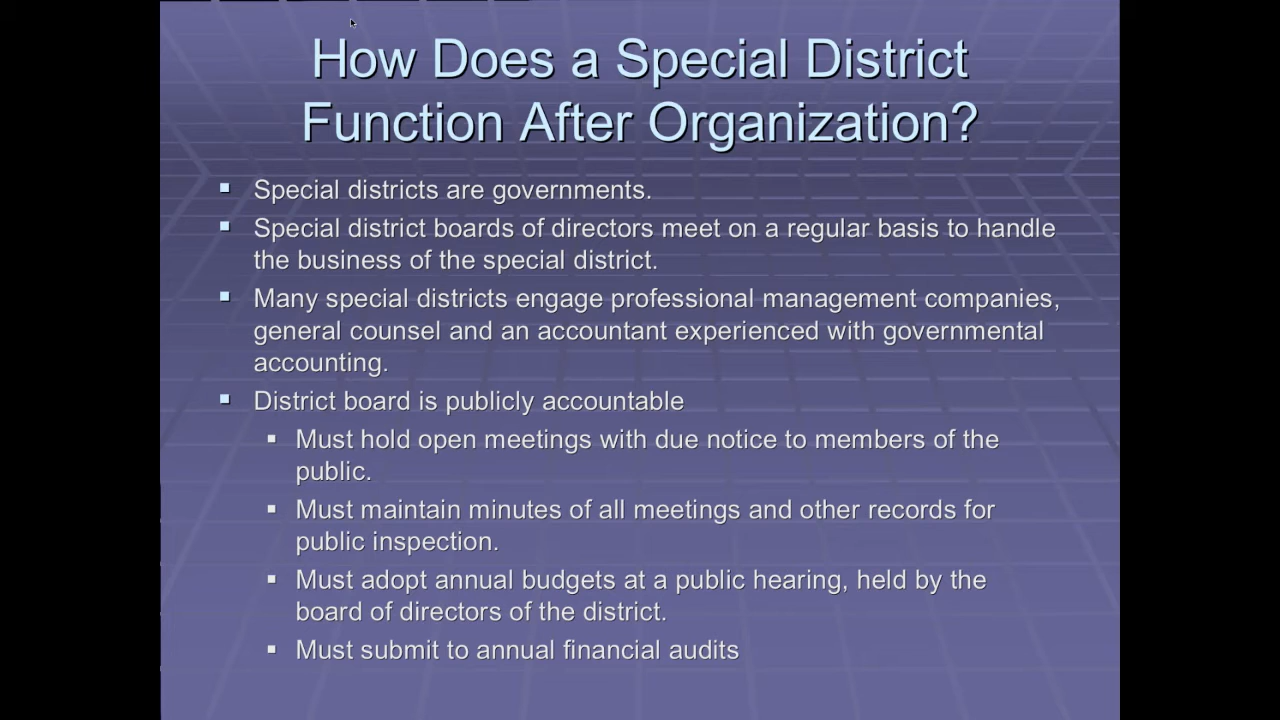 How Does a Special District
Function After Organization?
▪ Special districts are governments.
▪ Special district boards of directors meet on a regular basis to handle
the business of the special district.
▪ Many special districts engage professional management companies,
general counsel and an accountant experienced with governmental
accounting.
▪ District board is publicly accountable
▪ Must hold open meetings with due notice to members of the
public.
▪ Must maintain minutes of all meetings and other records for
public inspection.
▪ Must adopt annual budgets at a public hearing, held by the
board of directors of the district.
▪ Must submit to annual financial audits